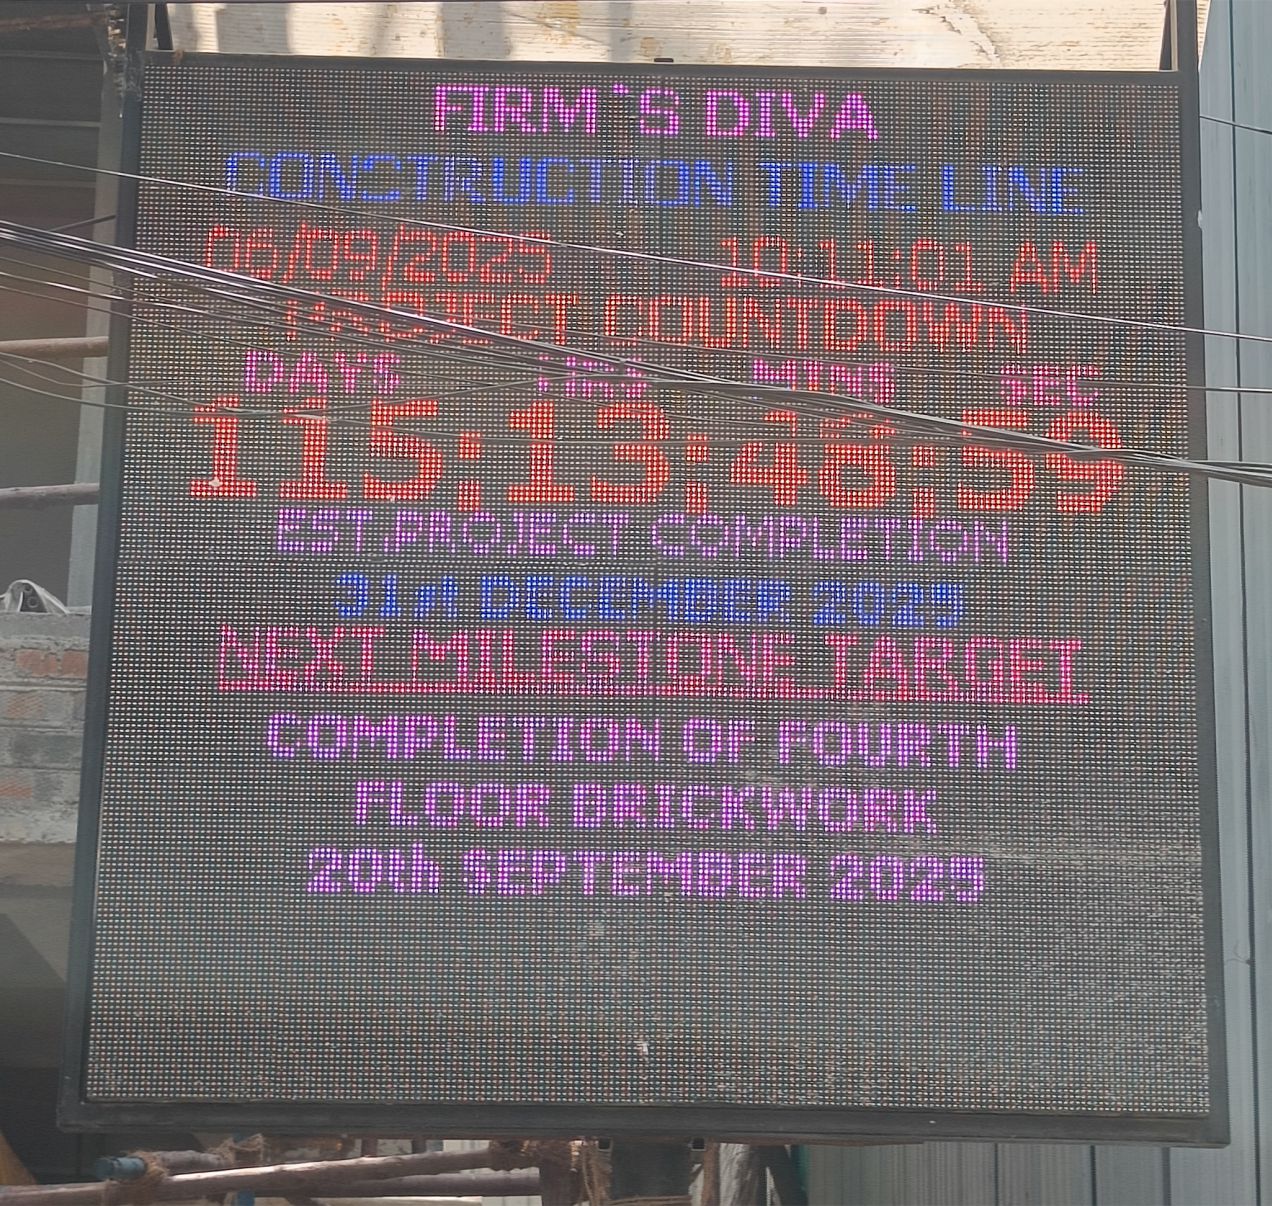 FIRM`S DIVA
CONSTRUCTION TIME LINE
06/09/2025 10:11:01 AM
PROJECT COUNTDOWN
DAYS HRS MINS SEC
115;13;48;59
EST.PROJECT COMPLETION
31st DECEMBER 2025
NEXT MILESTONE TARGET
COMPLETION OF FOURTH
FLOOR BRICKWORK
20th SEPTEMBER 2025